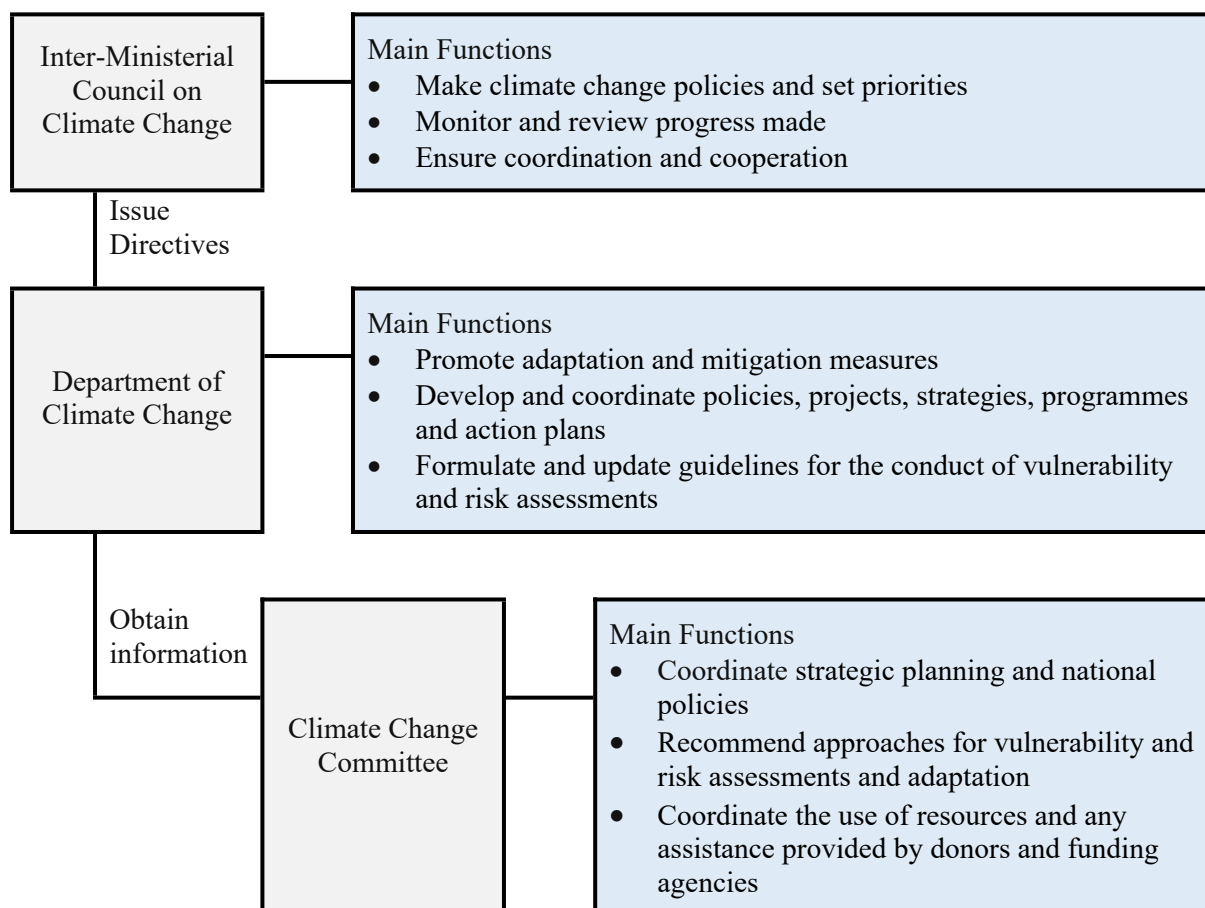 Inter-Ministerial
Council on
Climate Change
Main Functions
• Make climate change policies and set priorities
• Monitor and review progress made
• Ensure coordination and cooperation
Issue
Directives
Department of
Climate Change
Main Functions
• Promote adaptation and mitigation measures
• Develop and coordinate policies, projects, strategies, programmes
and action plans
• Formulate and update guidelines for the conduct of vulnerability
and risk assessments
Obtain
information
Climate Change
Committee
Main Functions
• Coordinate strategic planning and national
policies
• Recommend approaches for vulnerability and
risk assessments and adaptation
• Coordinate the use of resources and any
assistance provided by donors and funding
agencies